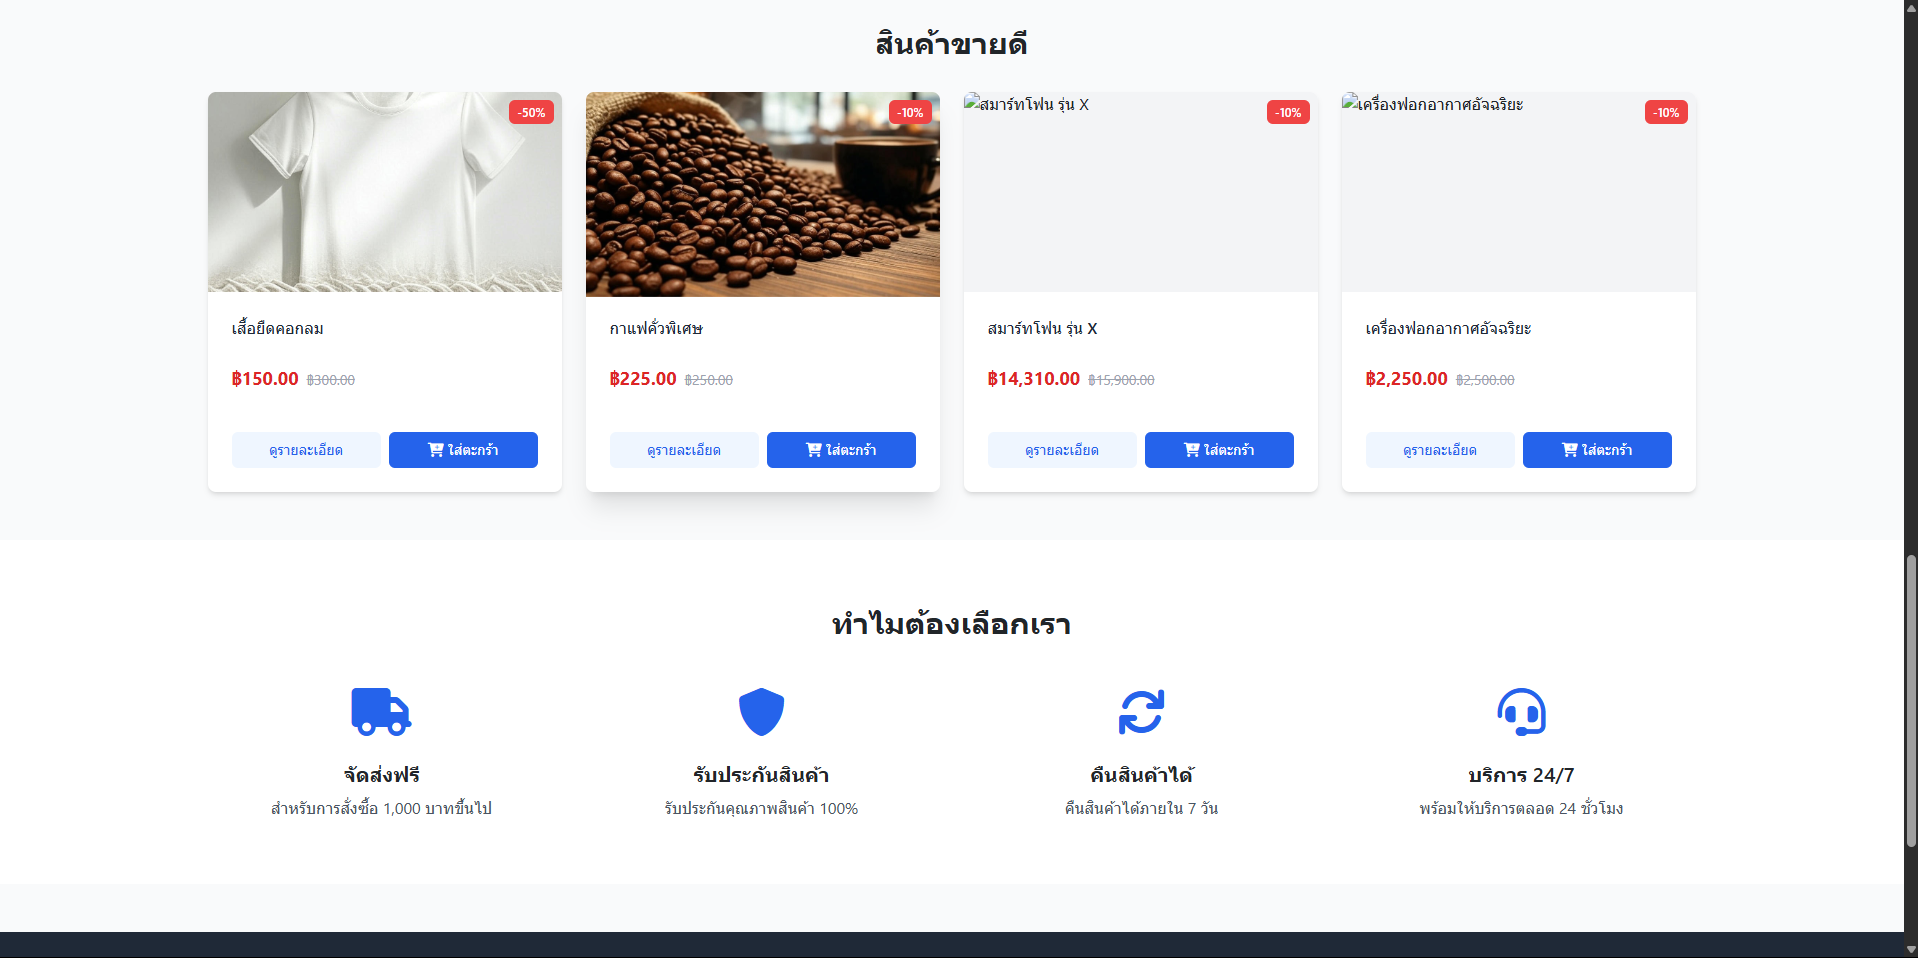 สินค้าขายดี
-50%
-10%
สมาร์ทโฟน รุ่น X
-10%
เครื่องฟอกอากาศอัจฉริยะ
-10%
เสื้อยืดคอกลม
฿150.00 ฿300.00
ดูรายละเอียด
ใส่ตะกร้า
กาแฟคั่วพิเศษ
฿225.00 ฿250.00
ดูรายละเอียด
ใส่ตะกร้า
สมาร์ทโฟน รุ่น X
฿14,310.00 ฿15,900.00
ดูรายละเอียด
ใส่ตะกร้า
เครื่องฟอกอากาศอัจฉริยะ
฿2,250.00 ฿2,500.00
ดูรายละเอียด
ใส่ตะกร้า
ทำไมต้องเลือกเรา
จัดส่งฟรี
สำหรับการสั่งซื้อ 1,000 บาทขึ้นไป
รับประกันสินค้า
รับประกันคุณภาพสินค้า 100%
คืนสินค้าได้
คืนสินค้าได้ภายใน 7 วัน
บริการ 24/7
พร้อมให้บริการตลอด 24 ชั่วโมง